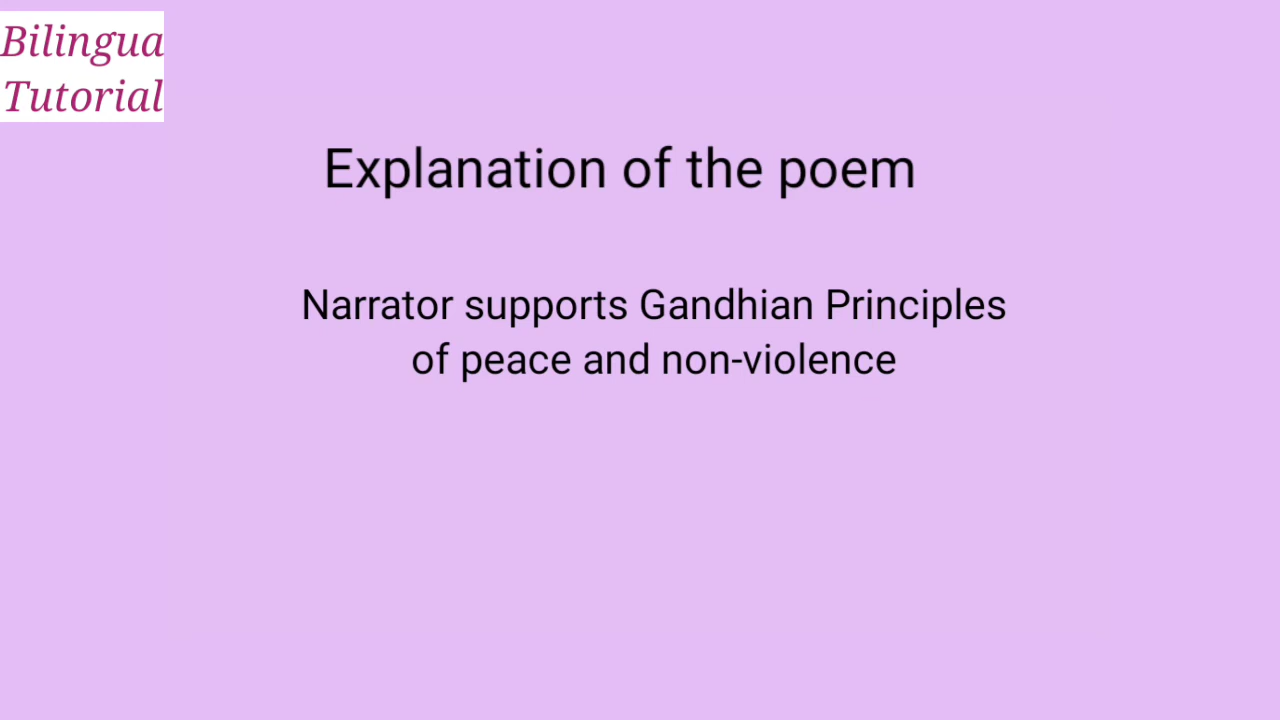 Bilingua
Tutorial
Explanation of the poem
Narrator supports Gandhian Principles
of peace and non-violence